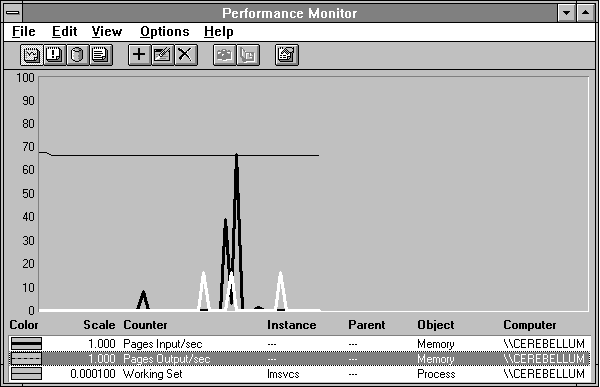 Performance Monitor
File Edit View Options Help
100
90
80
70
60
50
40
30
20
10
0
Color Scale Counter Instance Parent Object Computer
1.000 Pages Input/sec --- --- Memory \\CEREBELLUM
1.000 Pages Output/sec --- --- Memory \\CEREBELLUM
0.000100 Working Set lmsvcs --- Process \\CEREBELLUM